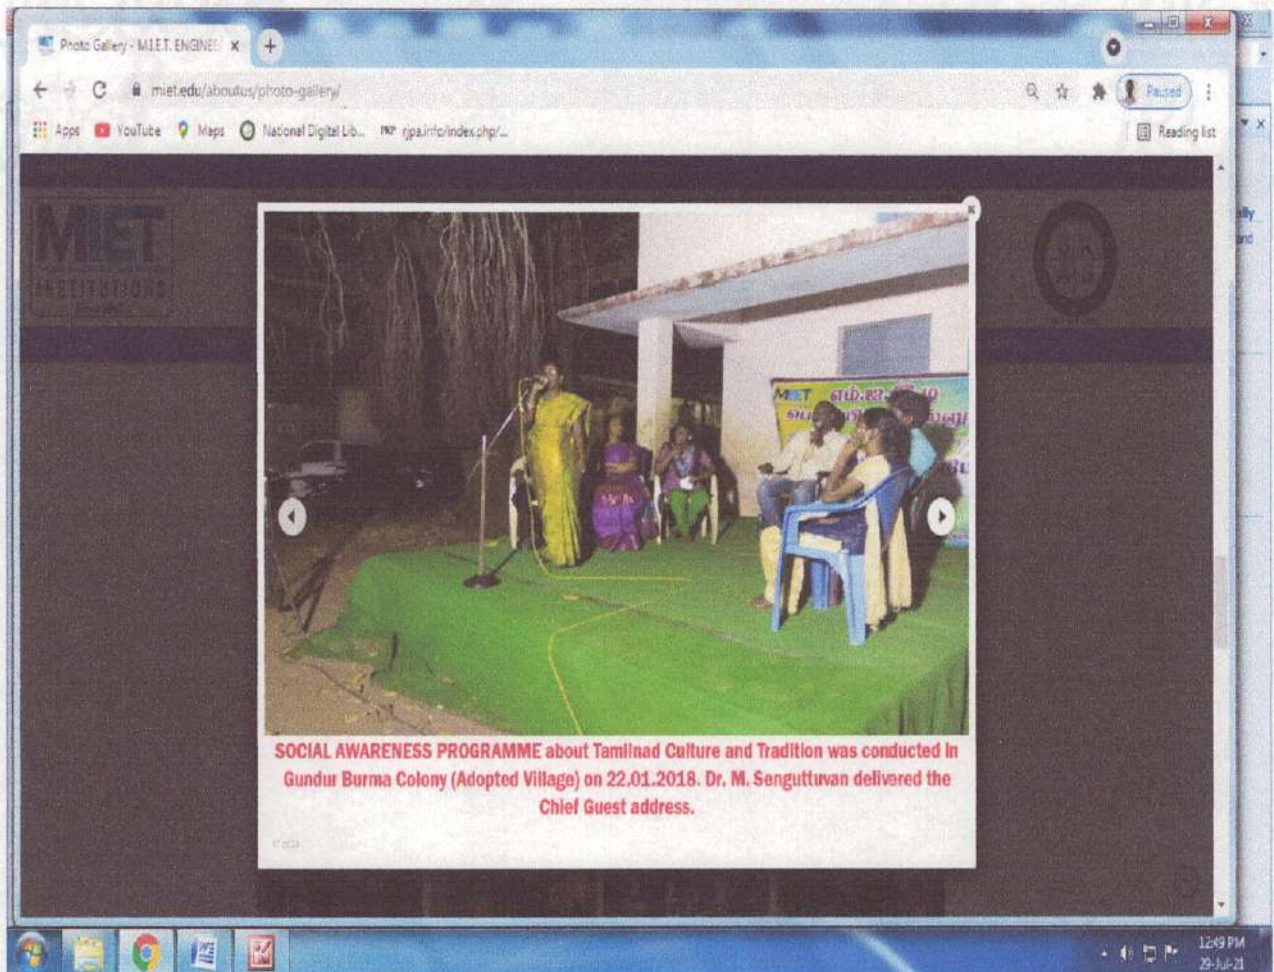 Photo Gallery - M.I.E.T. ENGINEE
miet.edu/aboutus/photo-gallery/
Paused
Apps YouTube Maps National Digital Lib... rjpa.info/index.php/...
Reading list
MIET
INSTITUTIONS
MIET எம்.ஐ.இ.டி
SOCIAL AWARENESS PROGRAMME about Tamilnad Culture and Tradition was conducted in
Gundur Burma Colony (Adopted Village) on 22.01.2018. Dr. M. Senguttuvan delivered the
Chief Guest address.
12:49 PM
29-Jul-21